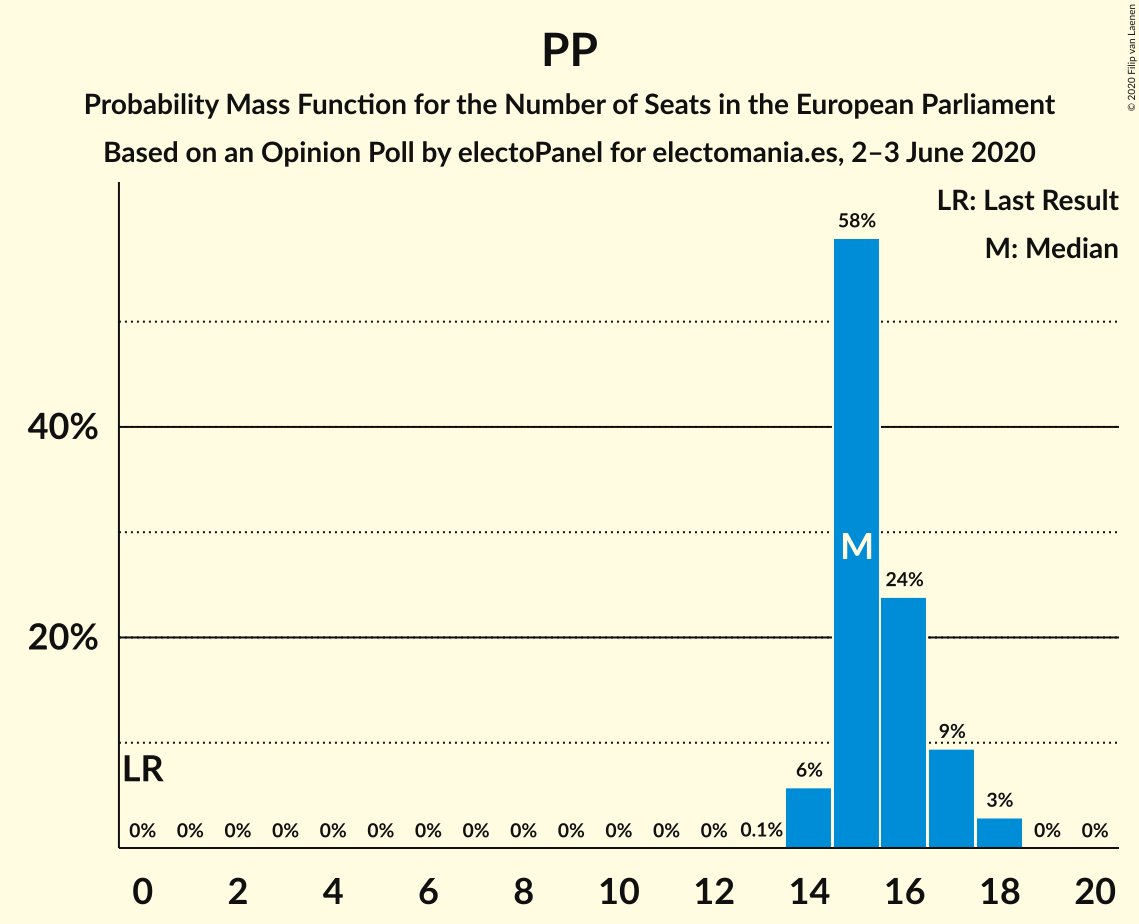 PP
Probability Mass Function for the Number of Seats in the European Parliament
Based on an Opinion Poll by electoPanel for electomania.es, 2–3 June 2020
© 2020 Filip van Laenen
LR: Last Result
M: Median
58%
40%
M
24%
20%
9%
LR
6%
3%
0% 0% 0% 0% 0% 0% 0% 0% 0% 0% 0% 0% 0% 0.1% 0% 0%
0 2 4 6 8 10 12 14 16 18 20